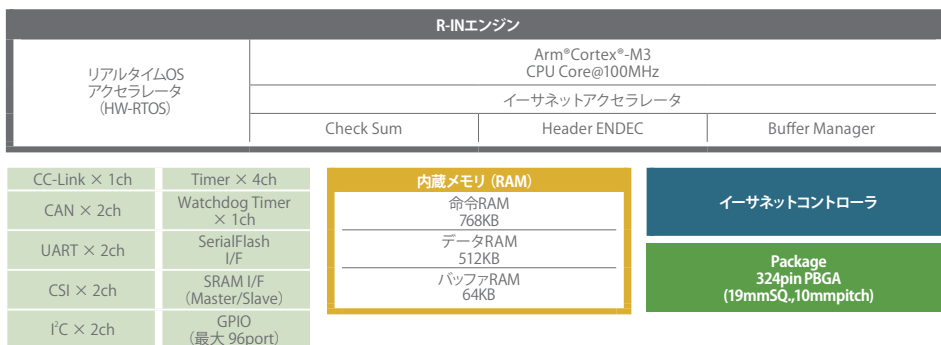 R-INエンジン
リアルタイムOS
アクセラレータ
(HW-RTOS)
Arm®Cortex®-M3
CPU Core@100MHz
イーサネットアクセラレータ
Check Sum
Header ENDEC
Buffer Manager
CC-Link × 1ch
Timer × 4ch
CAN × 2ch
Watchdog Timer
× 1ch
UART × 2ch
SerialFlash
I/F
CSI × 2ch
SRAM I/F
(Master/Slave)
I²C × 2ch
GPIO
(最大 96port)
内蔵メモリ (RAM)
命令RAM
768KB
データRAM
512KB
バッファRAM
64KB
イーサネットコントローラ
Package
324pin PBGA
(19mmSQ.,10mmpitch)